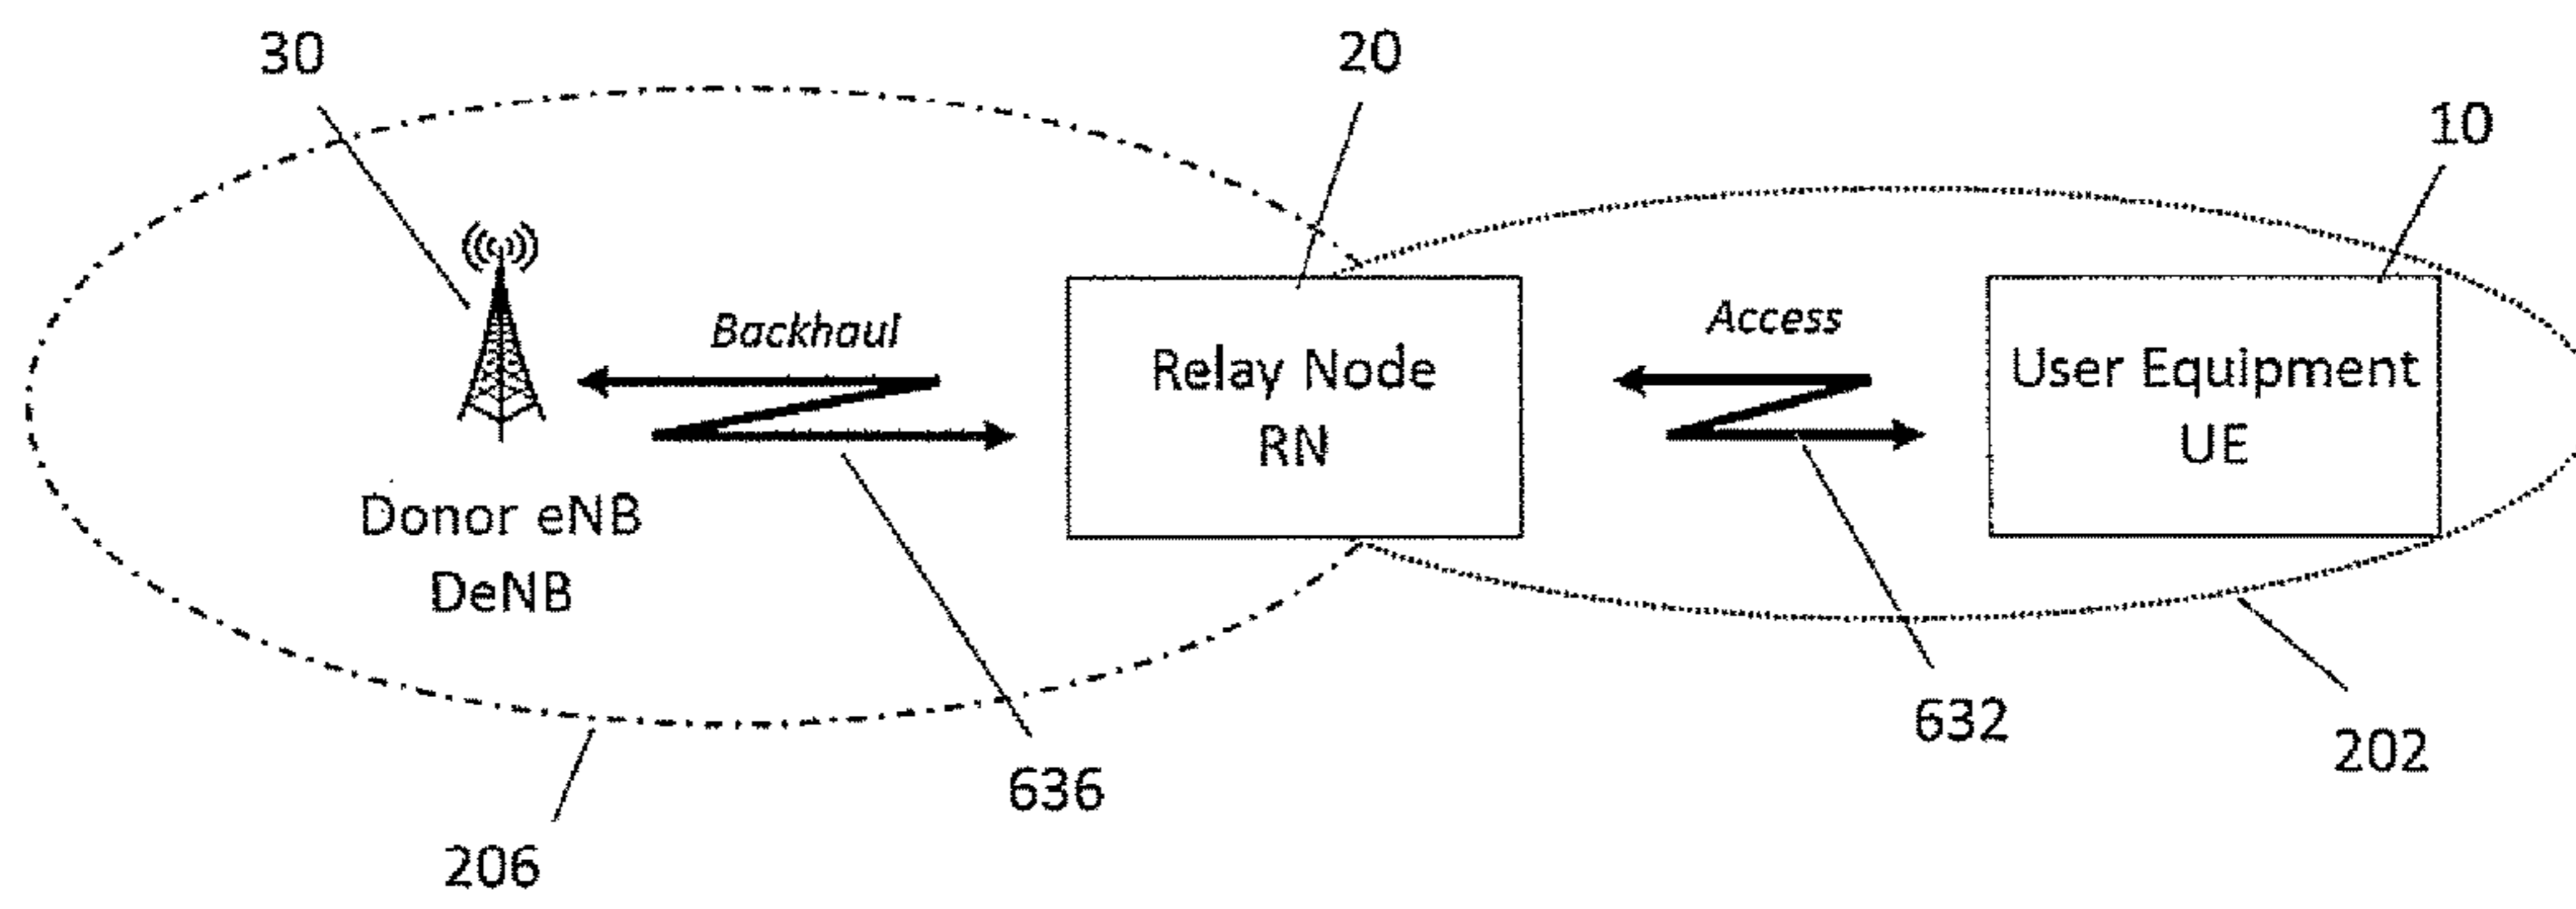 30
20
10
Backhaul
Access
Relay Node
RN
User Equipment
UE
Donor eNB
DeNB
636
632
202
206